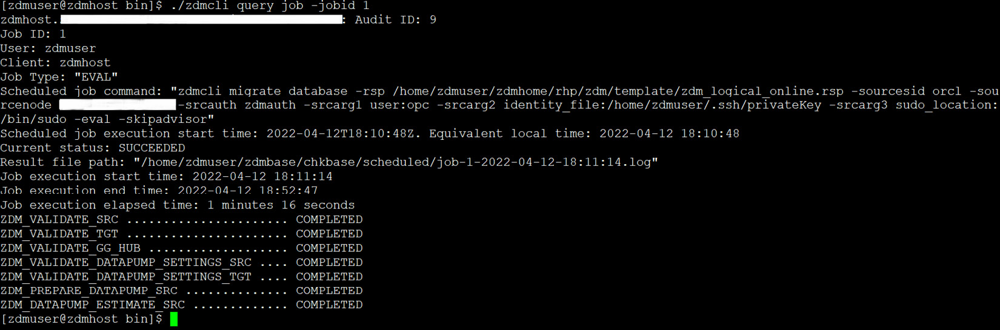 [zdmuser@zdmhost bin]$ ./zdmcli query job -jobid 1
zdmhost. : Audit ID: 9
Job ID: 1
User: zdmuser
Client: zdmhost
Job Type: "EVAL"
Scheduled job command: "zdmcli migrate database -rsp /home/zdmuser/zdmhome/rhp/zdm/template/zdm_logical_online.rsp -sourcesid orcl -sou
rcenode -srcauth zdmauth -srcarg1 user:opc -srcarg2 identity_file:/home/zdmuser/.ssh/privateKey -srcarg3 sudo_location:
/bin/sudo -eval -skipadvisor"
Scheduled job execution start time: 2022-04-12T18:10:48Z. Equivalent local time: 2022-04-12 18:10:48
Current status: SUCCEEDED
Result file path: "/home/zdmuser/zdmbase/chkbase/scheduled/job-1-2022-04-12-18:11:14.log"
Job execution start time: 2022-04-12 18:11:14
Job execution end time: 2022-04-12 18:52:47
Job execution elapsed time: 1 minutes 16 seconds
ZDM_VALIDATE_SRC ...................... COMPLETED
ZDM_VALIDATE_TGT ...................... COMPLETED
ZDM_VALIDATE_GG_HUB ................... COMPLETED
ZDM_VALIDATE_DATAPUMP_SETTINGS_SRC .... COMPLETED
ZDM_VALIDATE_DATAPUMP_SETTINGS_TGT .... COMPLETED
ZDM_PREPARE_DATAPUMP_SRC .............. COMPLETED
ZDM_DATAPUMP_ESTIMATE_SRC ............. COMPLETED
[zdmuser@zdmhost bin]$